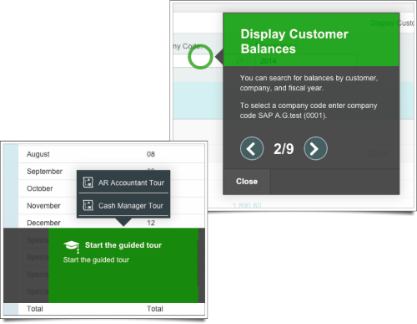 Display Customer
Balances
ny Code:
2014
You can search for balances by customer,
company, and fiscal year.
To select a company code enter company
code SAP A.G.test (0001).
2/9
Close
August 08
September
October
November
December 12
AR Accountant Tour
Cash Manager Tour
Start the guided tour
Start the guided tour
Total Total